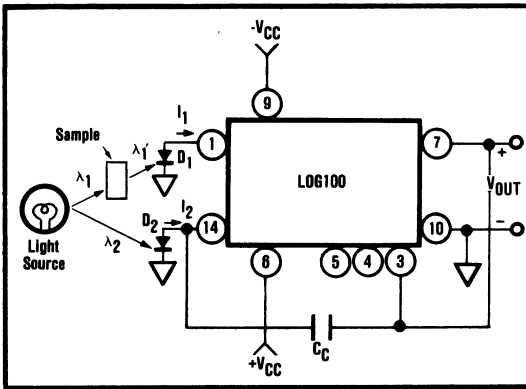 -VCC
9
I1
1
7
Sample
λ1
λ1'
D1
LOG100
+
VOUT
-
D2
I2
14
10
λ2
Light
Source
6
5
4
3
CC
+VCC